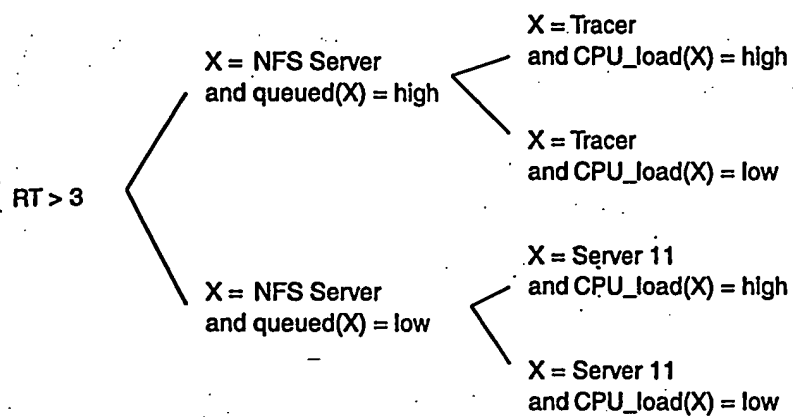 X = Tracer
and CPU_load(X) = high
X = NFS Server
and queued(X) = high
X = Tracer
and CPU_load(X) = low
RT > 3
X = Server 11
and CPU_load(X) = high
X = NFS Server
and queued(X) = low
X = Server 11
and CPU_load(X) = low